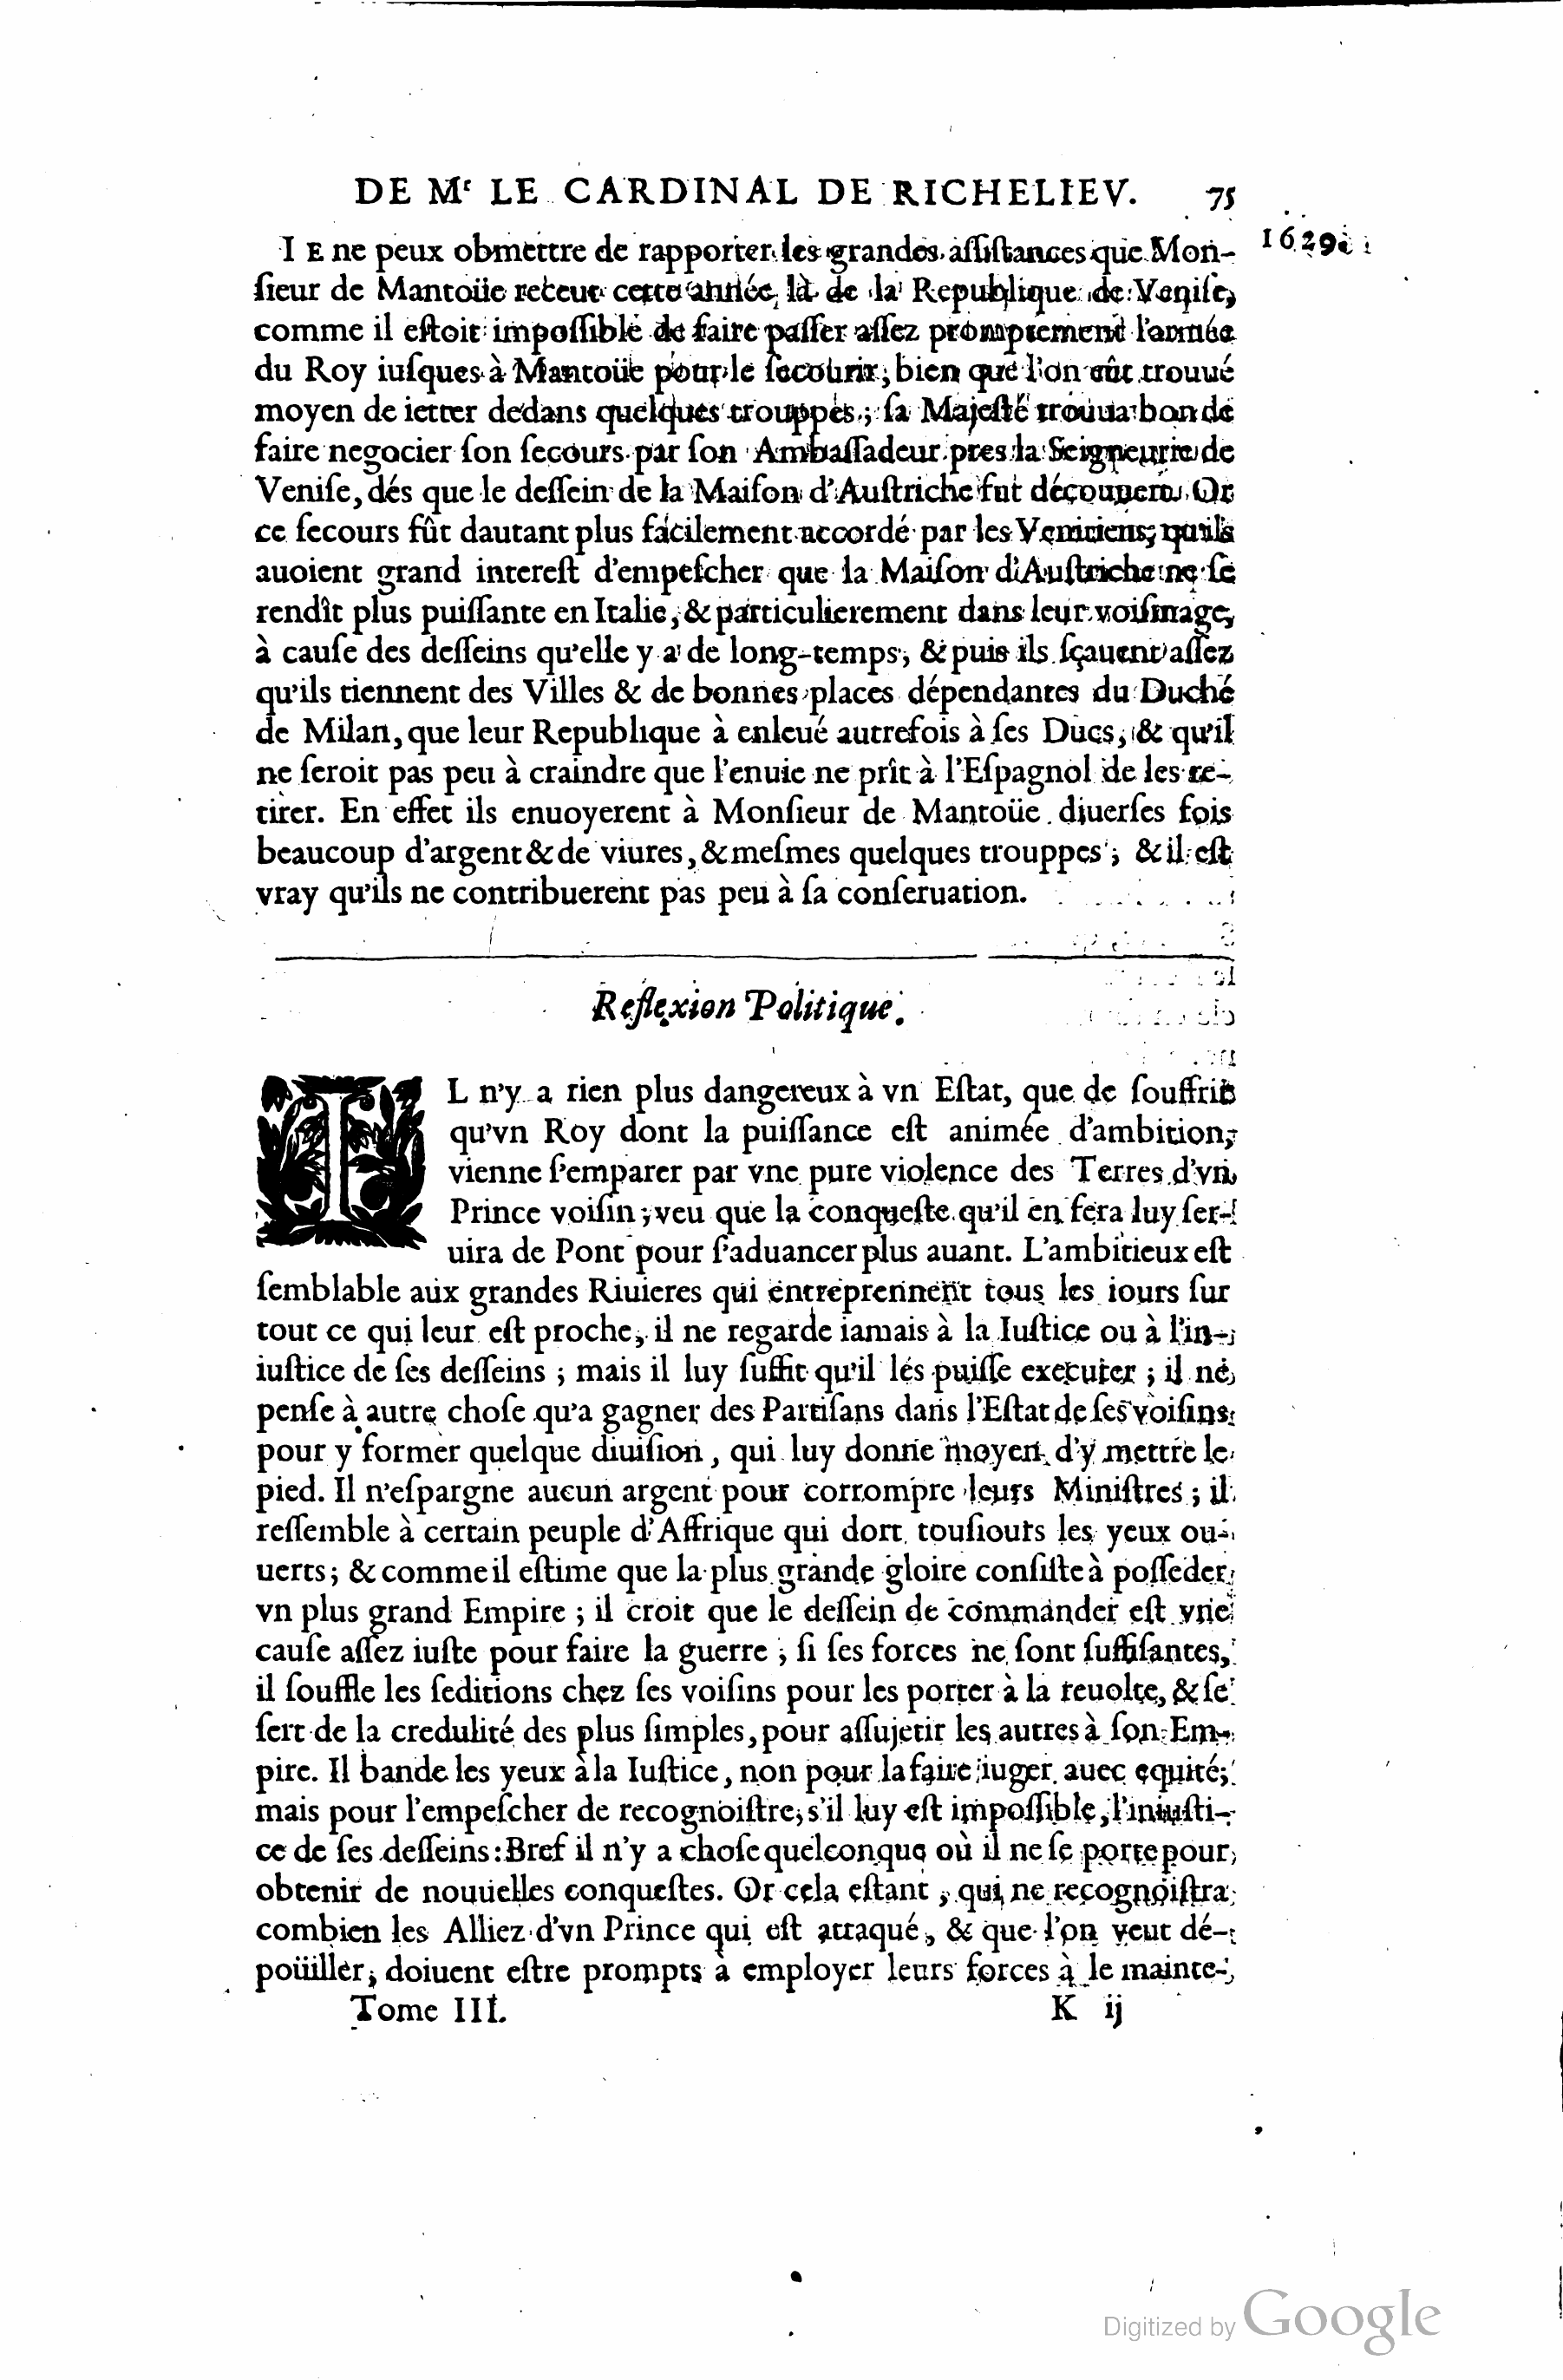 DE Mʳ LE CARDINAL DE RICHELIEV. 75
1629
IE ne peux obmettre de rapporter les grandes aſſiſtances que Mon-
ſieur de Mantoüe receut cette année là de la Republique de Veniſe,
comme il eſtoit impoſſible de faire paſſer aſſez promptement l'armée
du Roy iuſques à Mantoüe pour le ſecourir; bien que l'on eût trouué
moyen de ietter dedans quelques trouppes; ſa Majeſté trouua bon de
faire negocier ſon ſecours par ſon Ambaſſadeur pres la Seigneurie de
Veniſe, dés que le deſſein de la Maiſon d'Auſtriche fut découuert. Or
ce ſecours fût dautant plus facilement accordé par les Venitiens, qu'ils
auoient grand intereſt d'empeſcher que la Maiſon d'Auſtriche ne ſe
rendît plus puiſſante en Italie, & particulierement dans leur voiſinage,
à cauſe des deſſeins qu'elle y a de long-temps, & puis ils ſçauent aſſez
qu'ils tiennent des Villes & de bonnes places dépendantes du Duché
de Milan, que leur Republique à enleué autrefois à ſes Ducs, & qu'il
ne ſeroit pas peu à craindre que l'enuie ne prît à l'Eſpagnol de les re-
tirer. En effet ils enuoyerent à Monſieur de Mantoüe diuerſes fois
beaucoup d'argent & de viures, & meſmes quelques trouppes; & il eſt
vray qu'ils ne contribuerent pas peu à ſa conſeruation.
Reflexion Politique.
IL n'y a rien plus dangereux à vn Eſtat, que de ſouffrir
qu'vn Roy dont la puiſſance eſt animée d'ambition,
vienne ſ'emparer par vne pure violence des Terres d'vn
Prince voiſin; veu que la conqueſte qu'il en fera luy ſer-
uira de Pont pour ſ'aduancer plus auant. L'ambitieux eſt
ſemblable aux grandes Riuieres qui entreprennent tous les iours ſur
tout ce qui leur eſt proche, il ne regarde iamais à la Iuſtice ou à l'in-
iuſtice de ſes deſſeins; mais il luy ſuffit qu'il les puiſſe executer; il ne
penſe à autre choſe qu'a gagner des Partiſans dans l'Eſtat de ſes voiſins
pour y former quelque diuiſion, qui luy donne moyen d'y mettre le
pied. Il n'eſpargne aucun argent pour corrompre leurs Miniſtres; il
reſſemble à certain peuple d'Affrique qui dort touſiours les yeux ou-
uerts; & comme il eſtime que la plus grande gloire conſiſte à poſſeder
vn plus grand Empire; il croit que le deſſein de commander eſt vne
cauſe aſſez iuſte pour faire la guerre; ſi ſes forces ne ſont ſuffiſantes,
il ſouffle les ſeditions chez ſes voiſins pour les porter à la reuolte, & ſe
ſert de la credulité des plus ſimples, pour aſſujetir les autres à ſon Em-
pire. Il bande les yeux à la Iuſtice, non pour la faire iuger auec equité;
mais pour l'empeſcher de recognoiſtre, s'il luy eſt impoſſible, l'iniuſti-
ce de ſes deſſeins: Bref il n'y a choſe quelconque où il ne ſe porte pour
obtenir de nouuelles conqueſtes. Or cela eſtant, qui ne recognoiſtra
combien les Alliez d'vn Prince qui eſt attaqué, & que l'on veut dé-
poüiller, doiuent eſtre prompts à employer leurs forces à le mainte-
Tome III. K ij
Digitized by Google